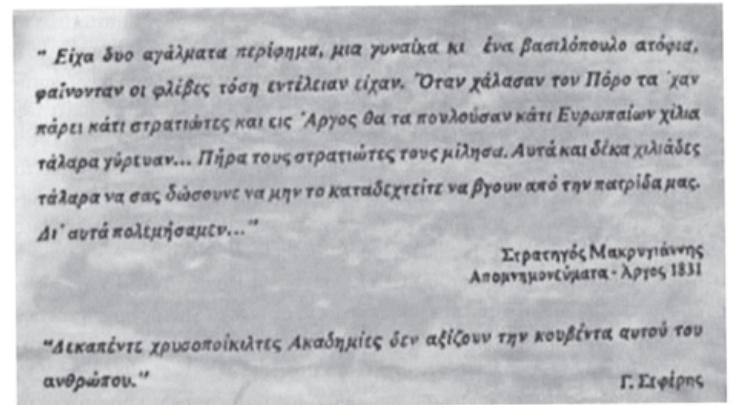 “ Είχα δυο αγάλματα περίφημα, μια γυναίκα κι ένα βασιλόπουλο ατόφια,
φαίνονταν οι φλέβες τόση εντέλειαν είχαν. Όταν χάλασαν τον Πόρο τα ΄χαν
πάρει κάτι στρατιώτες και εις ΄Αργος θα τα πουλούσαν κάτι Ευρωπαίων χίλια
τάλαρα γύρευαν... Πήρα τους στρατιώτες τους μίλησα. Αυτά και δέκα χιλιάδες
τάλαρα να σας δώσουνε να μην το καταδεχτείτε να βγουν από την πατρίδα μας.
Δι΄ αυτά πολεμήσαμεν...”
Στρατηγός Μακρυγιάννης
Απομνημονεύματα - Άργος 1831
“Δεκαπέντε χρυσοποίκιλτες Ακαδημίες δεν αξίζουν την κουβέντα αυτού του
ανθρώπου.”
Γ. Σεφέρης